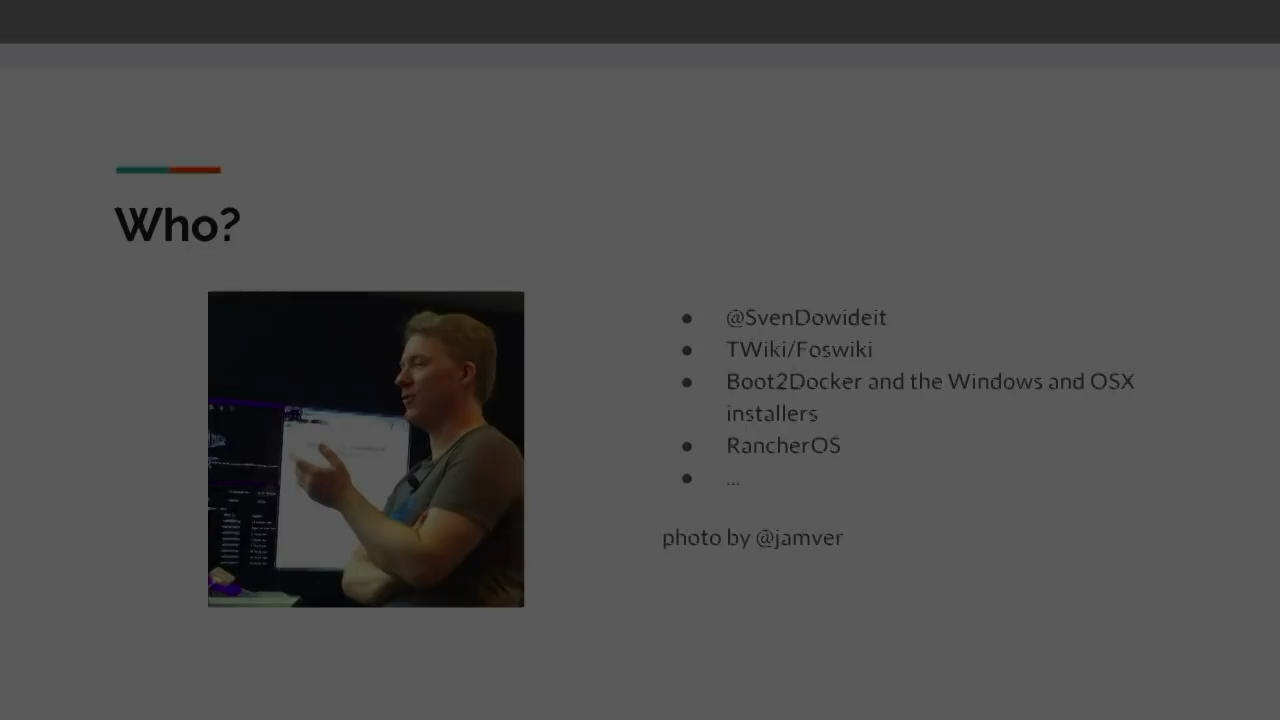 Who?
@SvenDowideit
TWiki/Foswiki
Boot2Docker and the Windows and OSX
installers
RancherOS
...
photo by @jamver